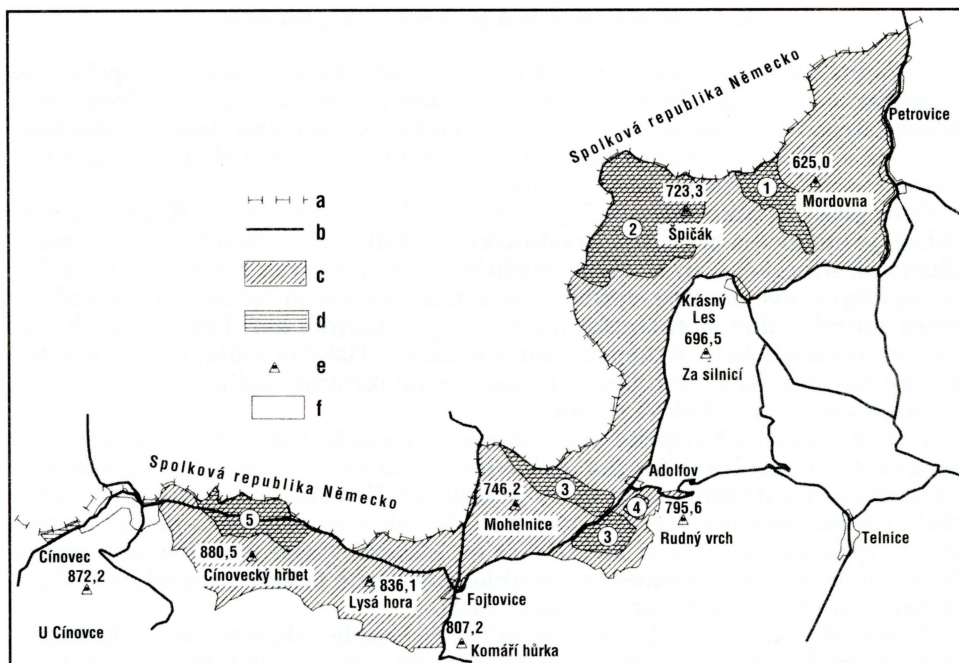 Spolková republika Německo
Petrovice
625,0
1
Mordovna
723,3
2
Špičák
a
b
c
d
e
f
Krásný
Les
696,5
Za silnicí
Spolková republika Německo
Adolfov
746,2
3
4
795,6
Mohelnice
3
Rudný vrch
Telnice
5
Cínovec
880,5
872,2
Cínovecký hřbet
836,1
Lysá hora
Fojtovice
U Cínovce
807,2
Komáří hůrka